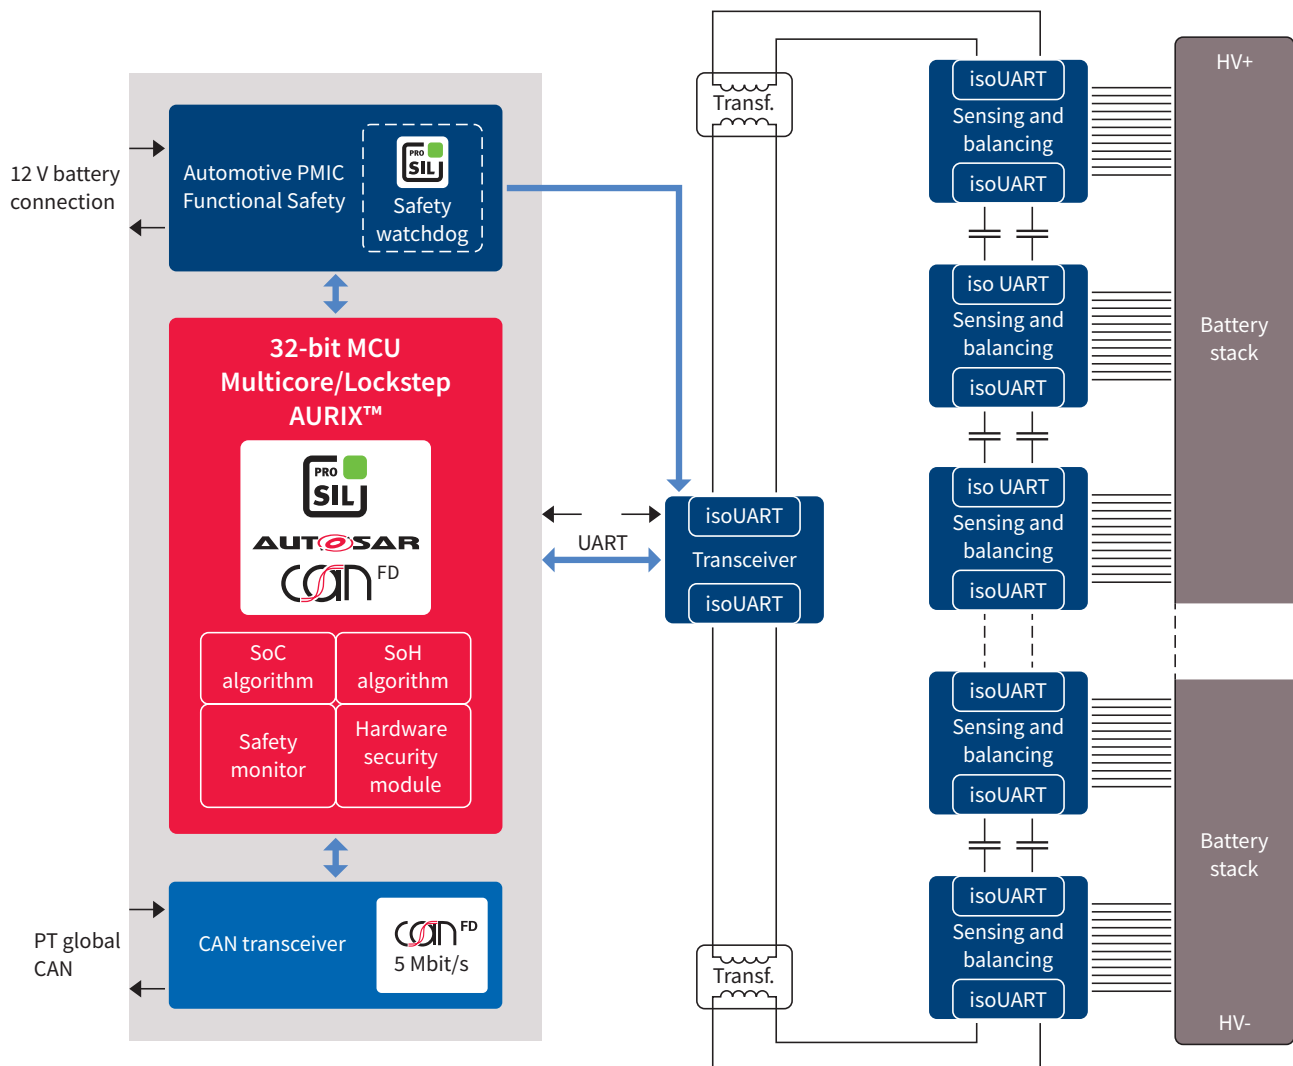 12 V battery
connection
Automotive PMIC
Functional Safety
PRO
SIL
Safety
watchdog
32-bit MCU
Multicore/Lockstep
AURIX™
PRO
SIL
AUTOSAR
CAN FD
SoC
algorithm
SoH
algorithm
Safety
monitor
Hardware
security
module
PT global
CAN
CAN transceiver
CAN FD
5 Mbit/s
UART
Transf.
isoUART
Transceiver
isoUART
Transf.
isoUART
Sensing and
balancing
isoUART
iso UART
Sensing and
balancing
isoUART
iso UART
Sensing and
balancing
isoUART
isoUART
Sensing and
balancing
isoUART
isoUART
Sensing and
balancing
isoUART
HV+
Battery
stack
Battery
stack
HV-